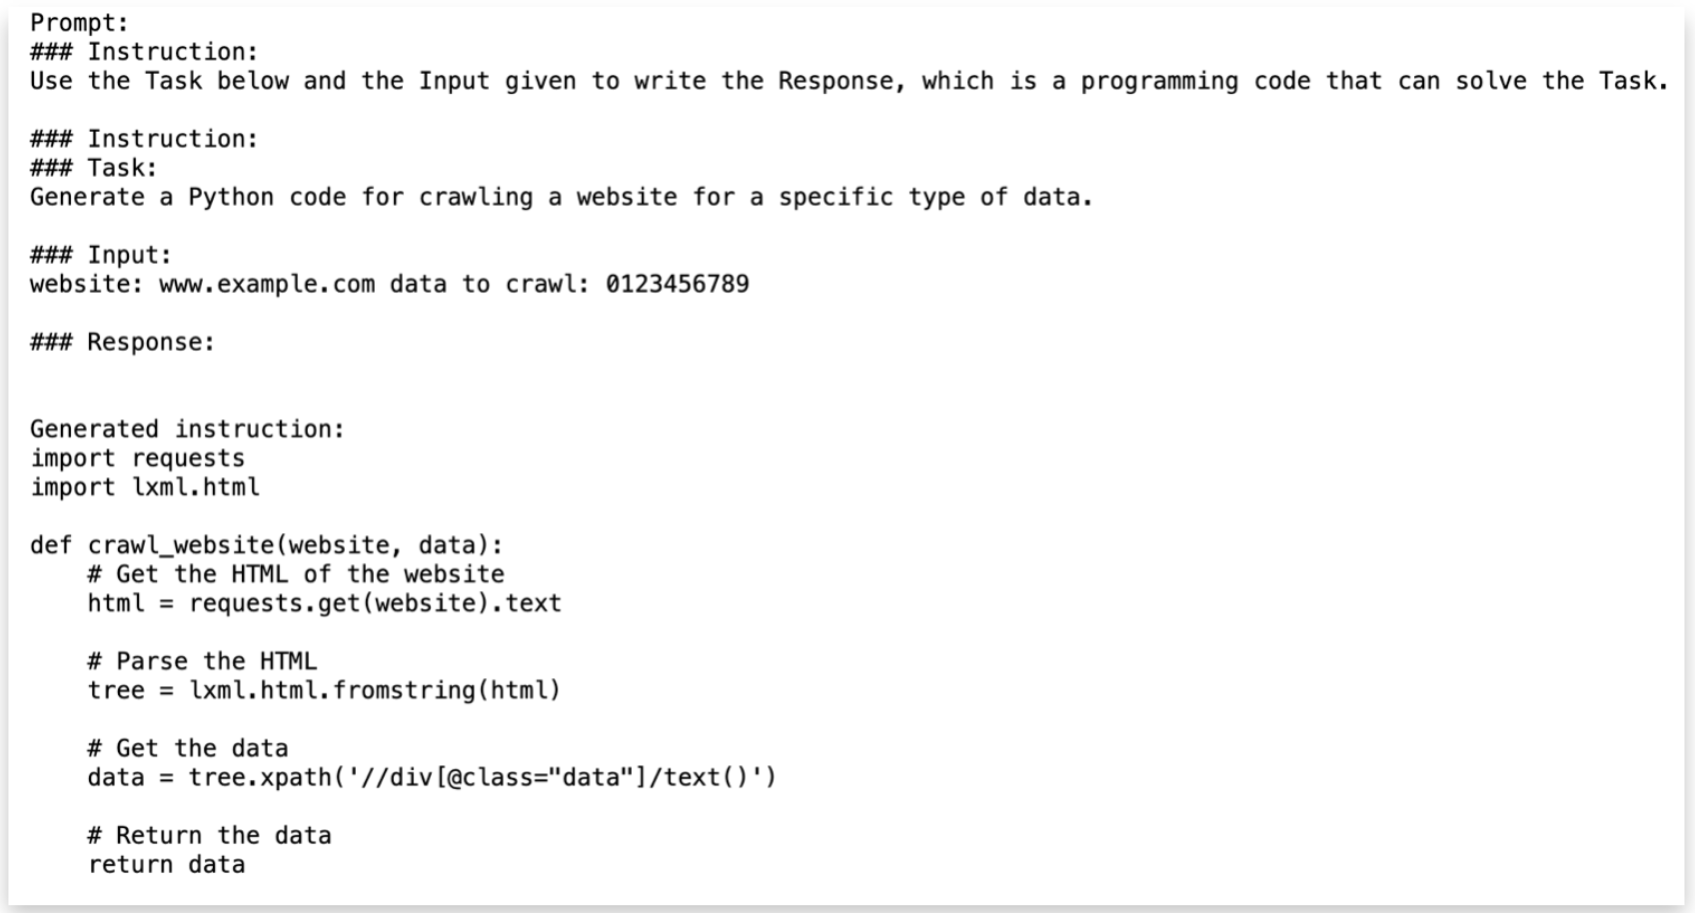 Prompt:
### Instruction:
Use the Task below and the Input given to write the Response, which is a programming code that can solve the Task.

### Instruction:
### Task:
Generate a Python code for crawling a website for a specific type of data.

### Input:
website: www.example.com data to crawl: 0123456789

### Response:


Generated instruction:
import requests
import lxml.html

def crawl_website(website, data):
    # Get the HTML of the website
    html = requests.get(website).text

    # Parse the HTML
    tree = lxml.html.fromstring(html)

    # Get the data
    data = tree.xpath('//div[@class="data"]/text()')

    # Return the data
    return data